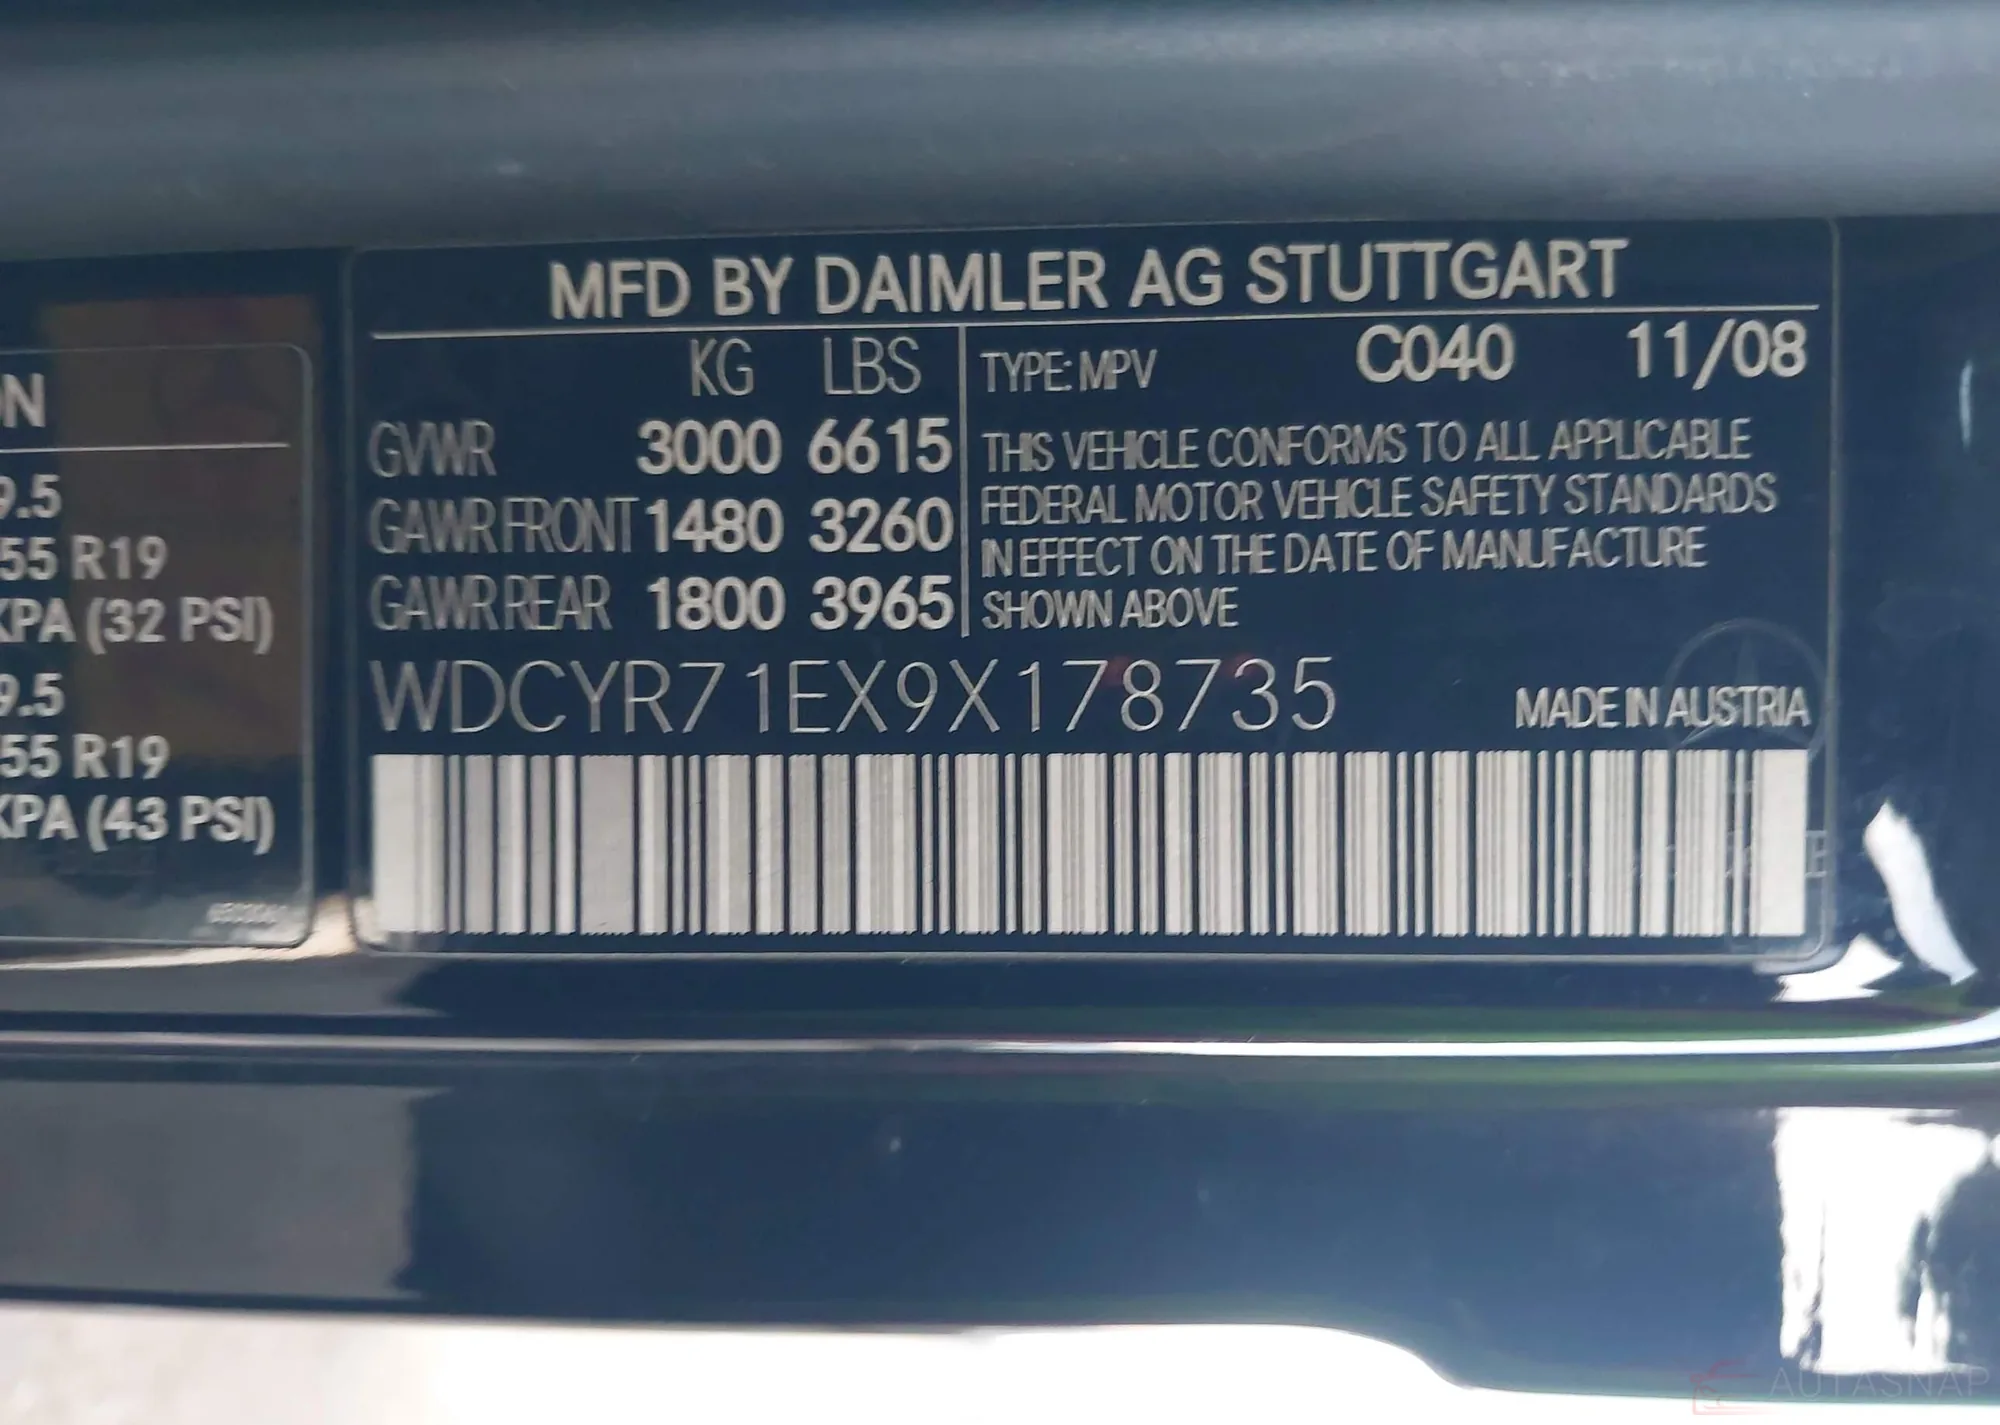 MFD BY DAIMLER AG STUTTGART
KG LBS
GVWR 3000 6615
GAWR FRONT 1480 3260
GAWR REAR 1800 3965
TYPE: MPV C040 11/08
THIS VEHICLE CONFORMS TO ALL APPLICABLE
FEDERAL MOTOR VEHICLE SAFETY STANDARDS
IN EFFECT ON THE DATE OF MANUFACTURE
SHOWN ABOVE
WDCYR71EX9X178735
MADE IN AUSTRIA
ON
9.5
55 R19
KPA (32 PSI)
9.5
55 R19
KPA (43 PSI)
AUTASNAP